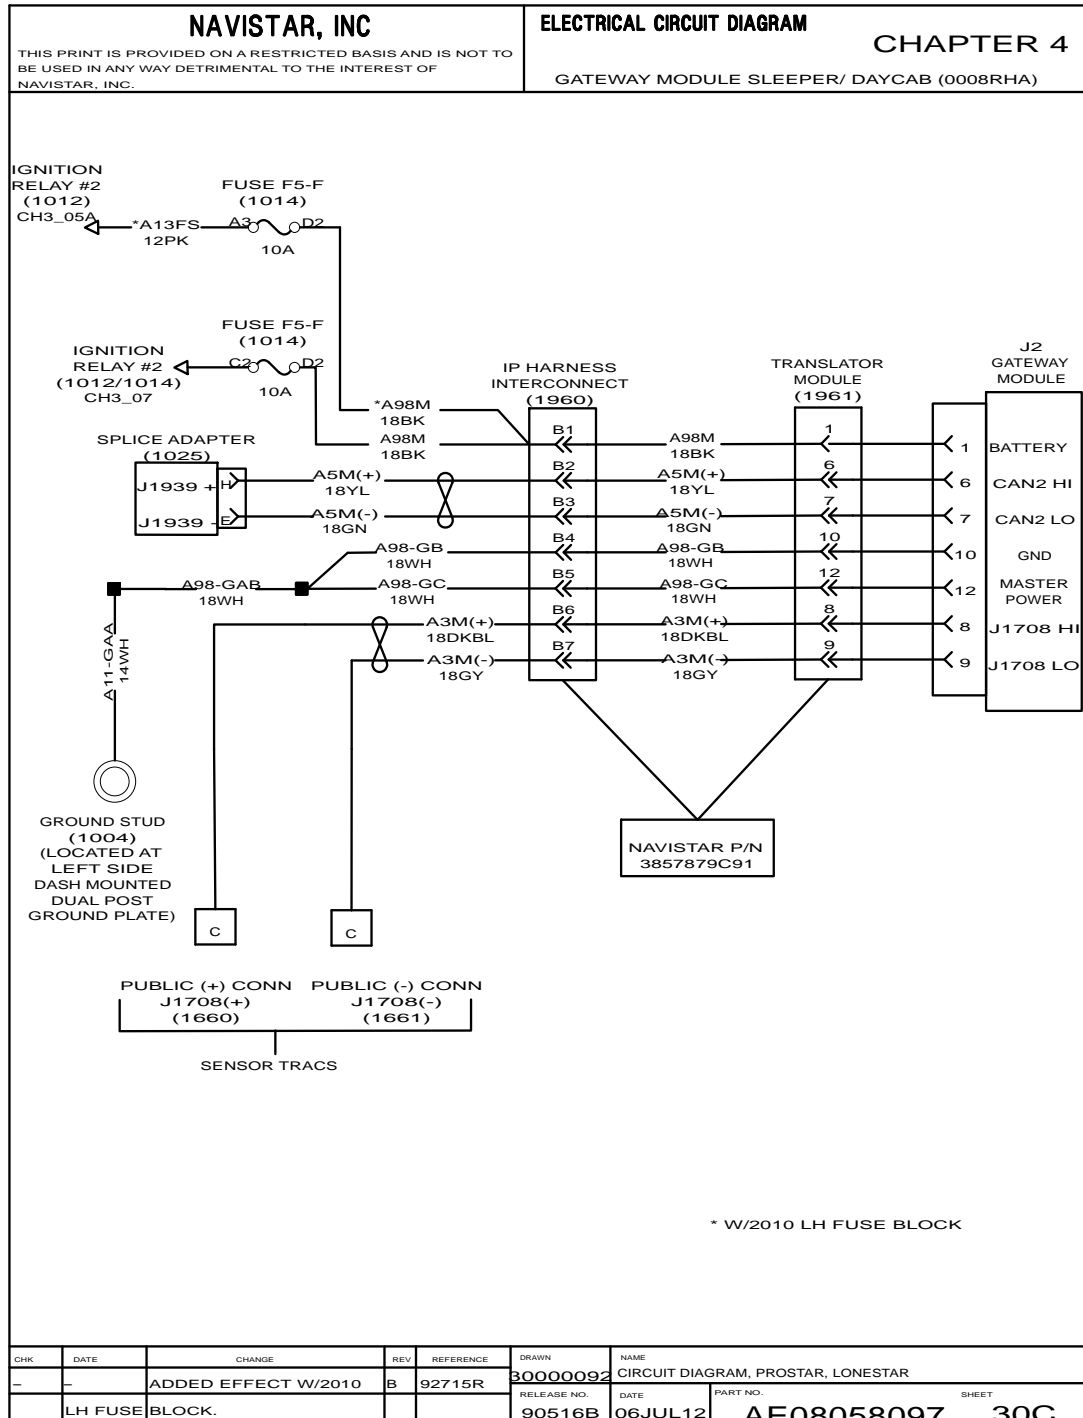 NAVISTAR, INC
THIS PRINT IS PROVIDED ON A RESTRICTED BASIS AND IS NOT TO
BE USED IN ANY WAY DETRIMENTAL TO THE INTEREST OF
NAVISTAR, INC.
ELECTRICAL CIRCUIT DIAGRAM
CHAPTER 4
GATEWAY MODULE SLEEPER/ DAYCAB (0008RHA)
IGNITION
RELAY #2
(1012)
CH3_05A
*A13FS
12PK
FUSE F5-F
(1014)
A3
D2
10A
FUSE F5-F
(1014)
C2
D2
10A
IGNITION
RELAY #2
(1012/1014)
CH3_07
*A98M
18BK
A98M
18BK
IP HARNESS
INTERCONNECT
(1960)
TRANSLATOR
MODULE
(1961)
J2
GATEWAY
MODULE
B1
A98M
18BK
1
1
BATTERY
SPLICE ADAPTER
(1025)
J1939 +
H
A5M(+)
18YL
B2
A5M(+)
18YL
6
6
CAN2 HI
J1939 -
E
A5M(-)
18GN
B3
A5M(-)
18GN
7
7
CAN2 LO
A98-GB
18WH
B4
A98-GB
18WH
10
10
GND
A98-GAB
18WH
A98-GC
18WH
B5
A98-GC
18WH
12
12
MASTER
POWER
A3M(+)
18DKBL
B6
A3M(+)
18DKBL
8
8
J1708 HI
A3M(-)
18GY
B7
A3M(-)
18GY
9
9
J1708 LO
A11-GAA
14WH
GROUND STUD
(1004)
(LOCATED AT
LEFT SIDE
DASH MOUNTED
DUAL POST
GROUND PLATE)
NAVISTAR P/N
3857879C91
C
C
PUBLIC (+) CONN
J1708(+)
(1660)
PUBLIC (-) CONN
J1708(-)
(1661)
SENSOR TRACS
* W/2010 LH FUSE BLOCK
CHK DATE CHANGE REV REFERENCE
- - ADDED EFFECT W/2010 B 92715R
LH FUSE BLOCK.
DRAWN
30000092
NAME
CIRCUIT DIAGRAM, PROSTAR, LONESTAR
RELEASE NO.
90516B
DATE
06JUL12
PART NO.
AE08058097
SHEET
30C